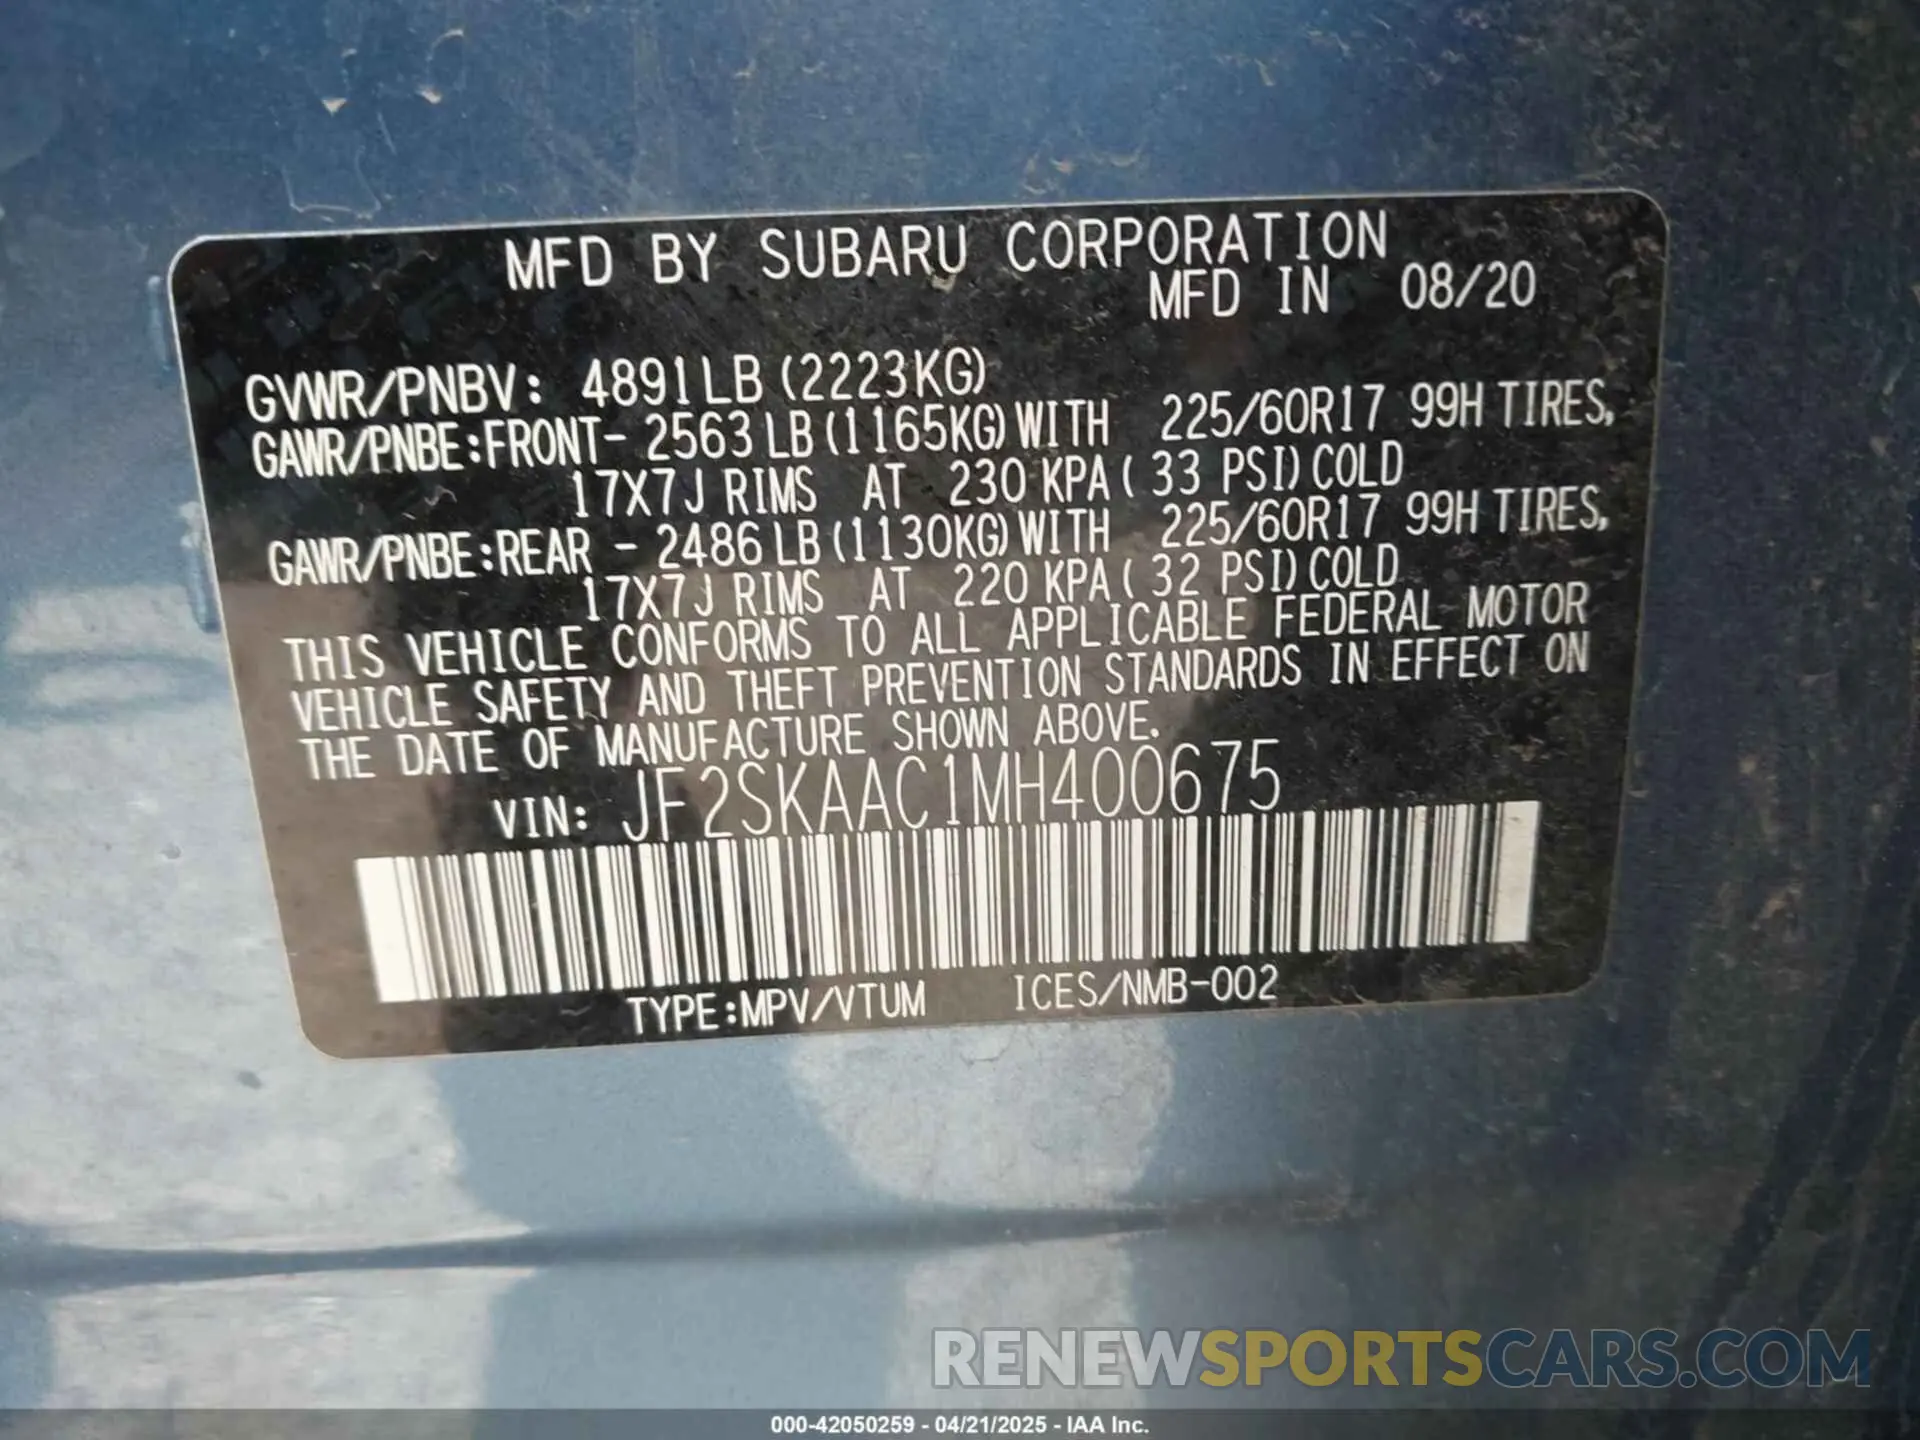 MFD BY SUBARU CORPORATION
MFD IN 08/20
GVWR/PNBV: 4891LB (2223KG)
GAWR/PNBE:FRONT- 2563 LB (1165KG) WITH 225/60R17 99H TIRES,
17X7J RIMS AT 230 KPA ( 33 PSI) COLD
GAWR/PNBE:REAR - 2486 LB (1130KG) WITH 225/60R17 99H TIRES,
17X7J RIMS AT 220 KPA ( 32 PSI) COLD
THIS VEHICLE CONFORMS TO ALL APPLICABLE FEDERAL MOTOR
VEHICLE SAFETY AND THEFT PREVENTION STANDARDS IN EFFECT ON
THE DATE OF MANUFACTURE SHOWN ABOVE.
VIN: JF2SKAAC1MH400675
TYPE:MPV/VTUM ICES/NMB-002
RENEWSPORTSCARS.COM
000-42050259 - 04/21/2025 - IAA Inc.